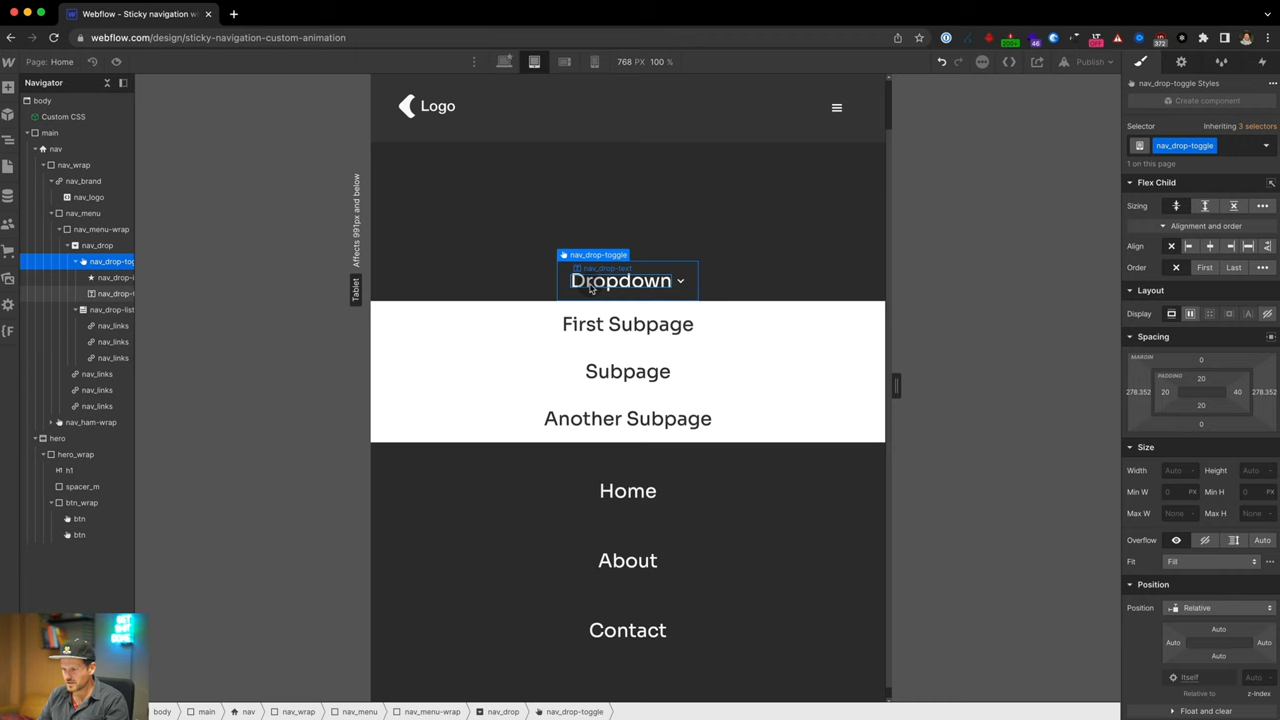 Webflow - Sticky navigation w
webflow.com/design/sticky-navigation-custom-animation
Page: Home
768 PX 100 %
Publish
Navigator
body
Custom CSS
main
nav
nav_wrap
nav_brand
nav_logo
nav_menu
nav_menu-wrap
nav_drop
nav_drop-tog
nav_drop-i
nav_drop-t
nav_drop-list
nav_links
nav_links
nav_links
nav_links
nav_links
nav_links
nav_ham-wrap
hero
hero_wrap
h1
spacer_m
btn_wrap
btn
btn
Tablet
Affects 991px and below
Logo
nav_drop-toggle
nav_drop-text
Dropdown
First Subpage
Subpage
Another Subpage
Home
About
Contact
nav_drop-toggle Styles
Create component
Selector
Inheriting 3 selectors
nav_drop-toggle
1 on this page
Flex Child
Sizing
Alignment and order
Align
Order
First
Last
Layout
Display
Spacing
MARGIN
0
PADDING
20
278.352
20
40
278.352
20
0
Size
Width
Auto
Height
Auto
Min W
0 PX
Min H
0 PX
Max W
None
Max H
None
Overflow
Auto
Fit
Fill
Position
Position
Relative
Auto
Auto
Auto
Auto
Itself
Auto
Relative to
z-Index
Float and clear
body
main
nav
nav_wrap
nav_menu
nav_menu-wrap
nav_drop
nav_drop-toggle